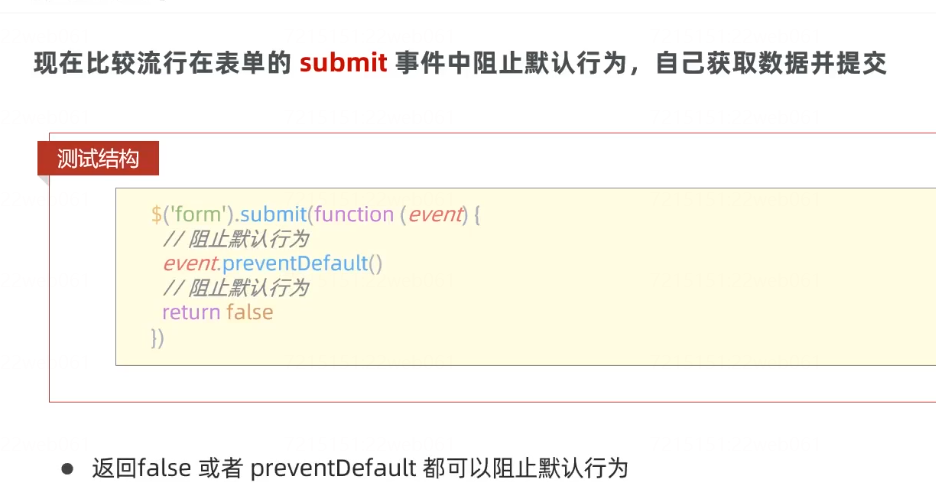 现在比较流行在表单的 submit 事件中阻止默认行为，自己获取数据并提交
测试结构
$('form').submit(function (event) {
// 阻止默认行为
event.preventDefault()
// 阻止默认行为
return false
})
● 返回false 或者 preventDefault 都可以阻止默认行为